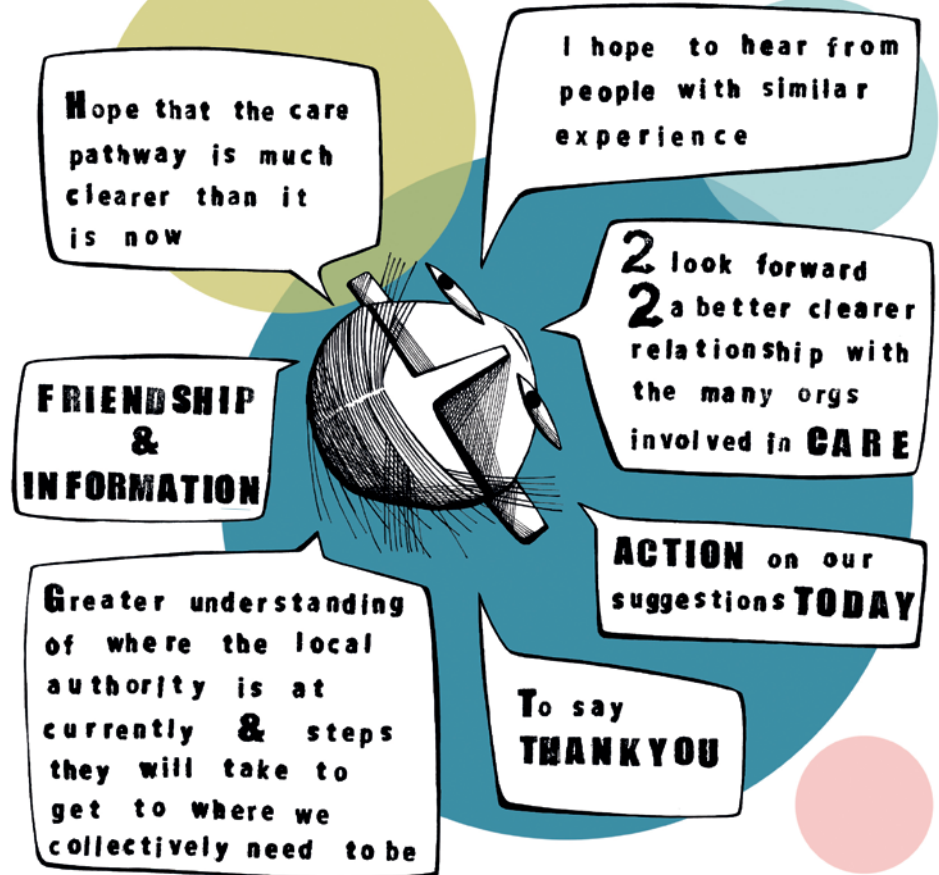 Hope that the care
pathway is much
clearer than it
is now
I hope to hear from
people with similar
experience
2 look forward
2 a better clearer
relationship with
the many orgs
involved in CARE
FRIENDSHIP
&
INFORMATION
ACTION on our
suggestions TODAY
Greater understanding
of where the local
authority is at
currently & steps
they will take to
get to where we
collectively need to be
To say
THANKYOU